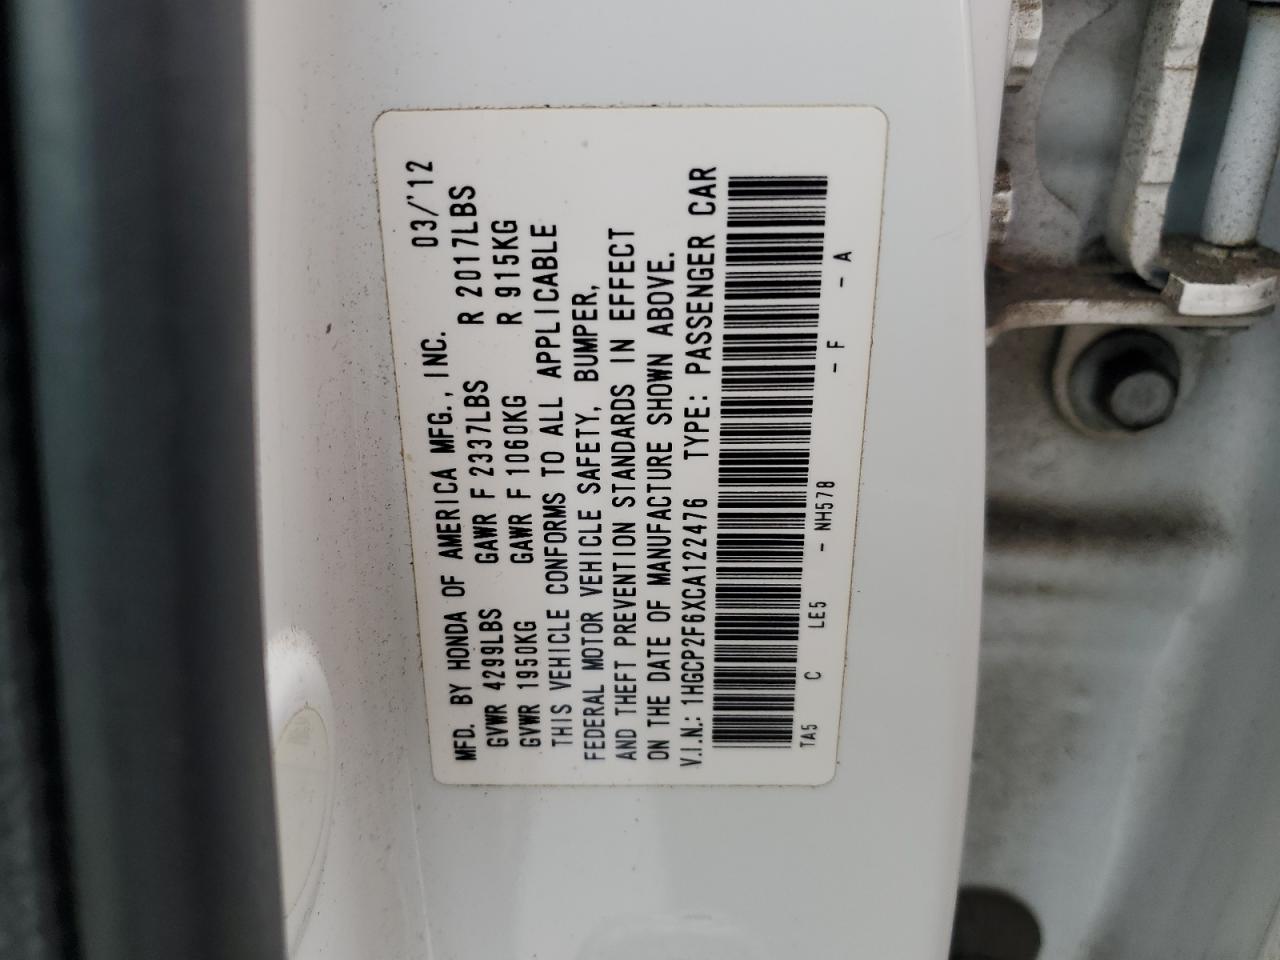 MFD. BY HONDA OF AMERICA MFG., INC. 03/'12
GVWR 4299LBS GAWR F 2337LBS R 2017LBS
GVWR 1950KG GAWR F 1060KG R 915KG
THIS VEHICLE CONFORMS TO ALL APPLICABLE
FEDERAL MOTOR VEHICLE SAFETY, BUMPER,
AND THEFT PREVENTION STANDARDS IN EFFECT
ON THE DATE OF MANUFACTURE SHOWN ABOVE.
V.I.N.: 1HGCP2F6XCA122476 TYPE: PASSENGER CAR
TA5 C LE5 - NH578 - F - A